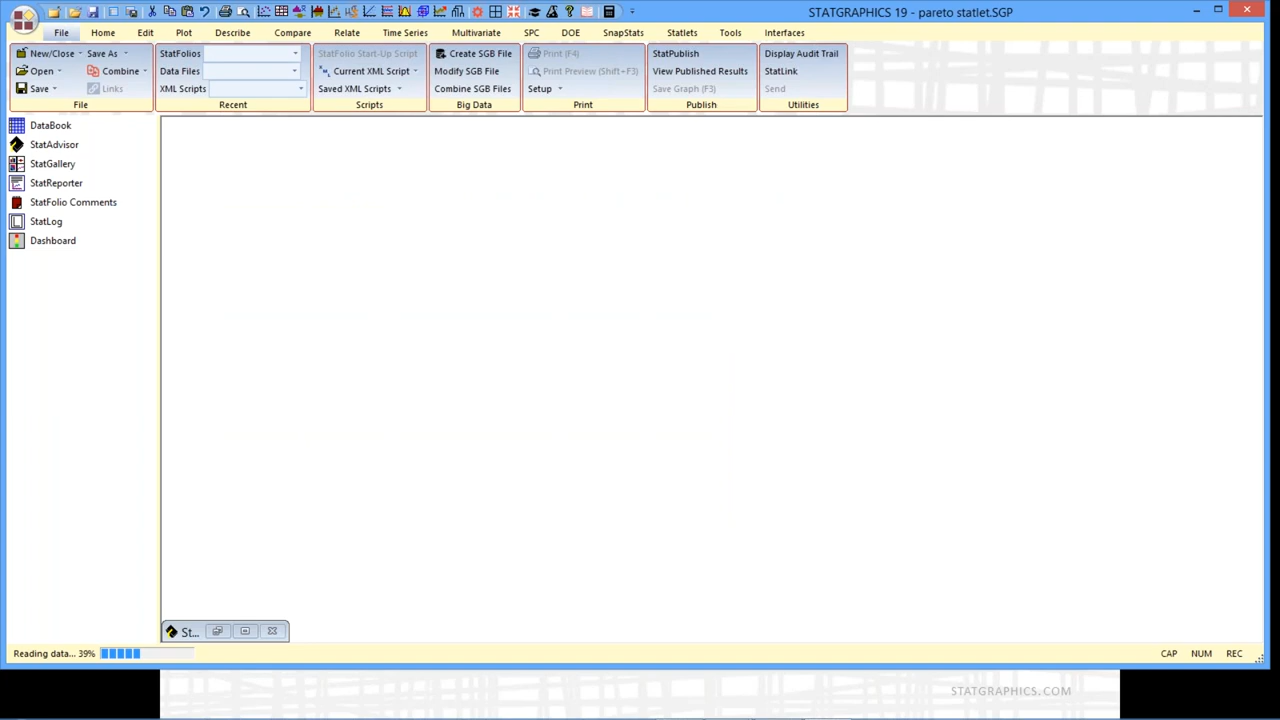 STATGRAPHICS 19 - pareto statlet.SGP
File Home Edit Plot Describe Compare Relate Time Series Multivariate SPC DOE SnapStats Statlets Tools Interfaces
New/Close Save As StatFolios StatFolio Start-Up Script Create SGB File Print (F4) StatPublish Display Audit Trail
Open Combine Data Files Current XML Script Modify SGB File Print Preview (Shift+F3) View Published Results StatLink
Save Links XML Scripts Saved XML Scripts Combine SGB Files Setup Save Graph (F3) Send
File Recent Scripts Big Data Print Publish Utilities
DataBook
StatAdvisor
StatGallery
StatReporter
StatFolio Comments
StatLog
Dashboard
St...
Reading data... 39% CAP NUM REC
STATGRAPHICS.COM